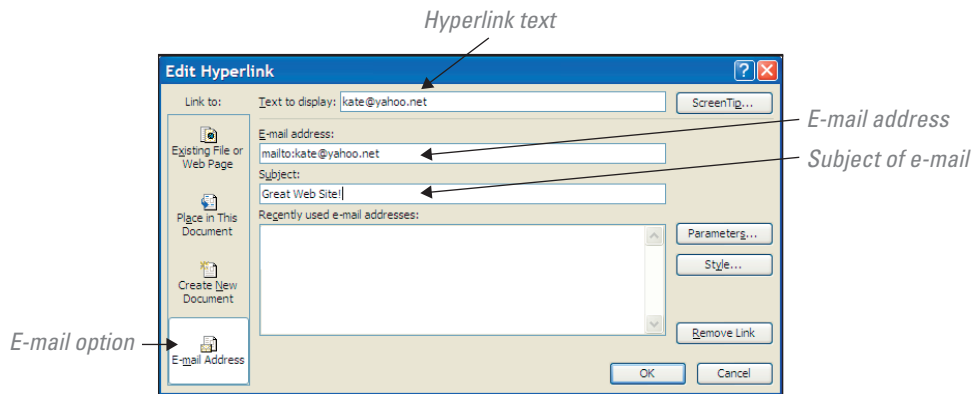 Hyperlink text
Edit Hyperlink
Link to:
Text to display: kate@yahoo.net
ScreenTip...
E-mail address
E-mail address:
Existing File or
Web Page
mailto:kate@yahoo.net
Subject of e-mail
Subject:
Great Web Site!
Place in This
Document
Recently used e-mail addresses:
Parameters...
Style...
Create New
Document
Remove Link
E-mail option
E-mail Address
OK
Cancel